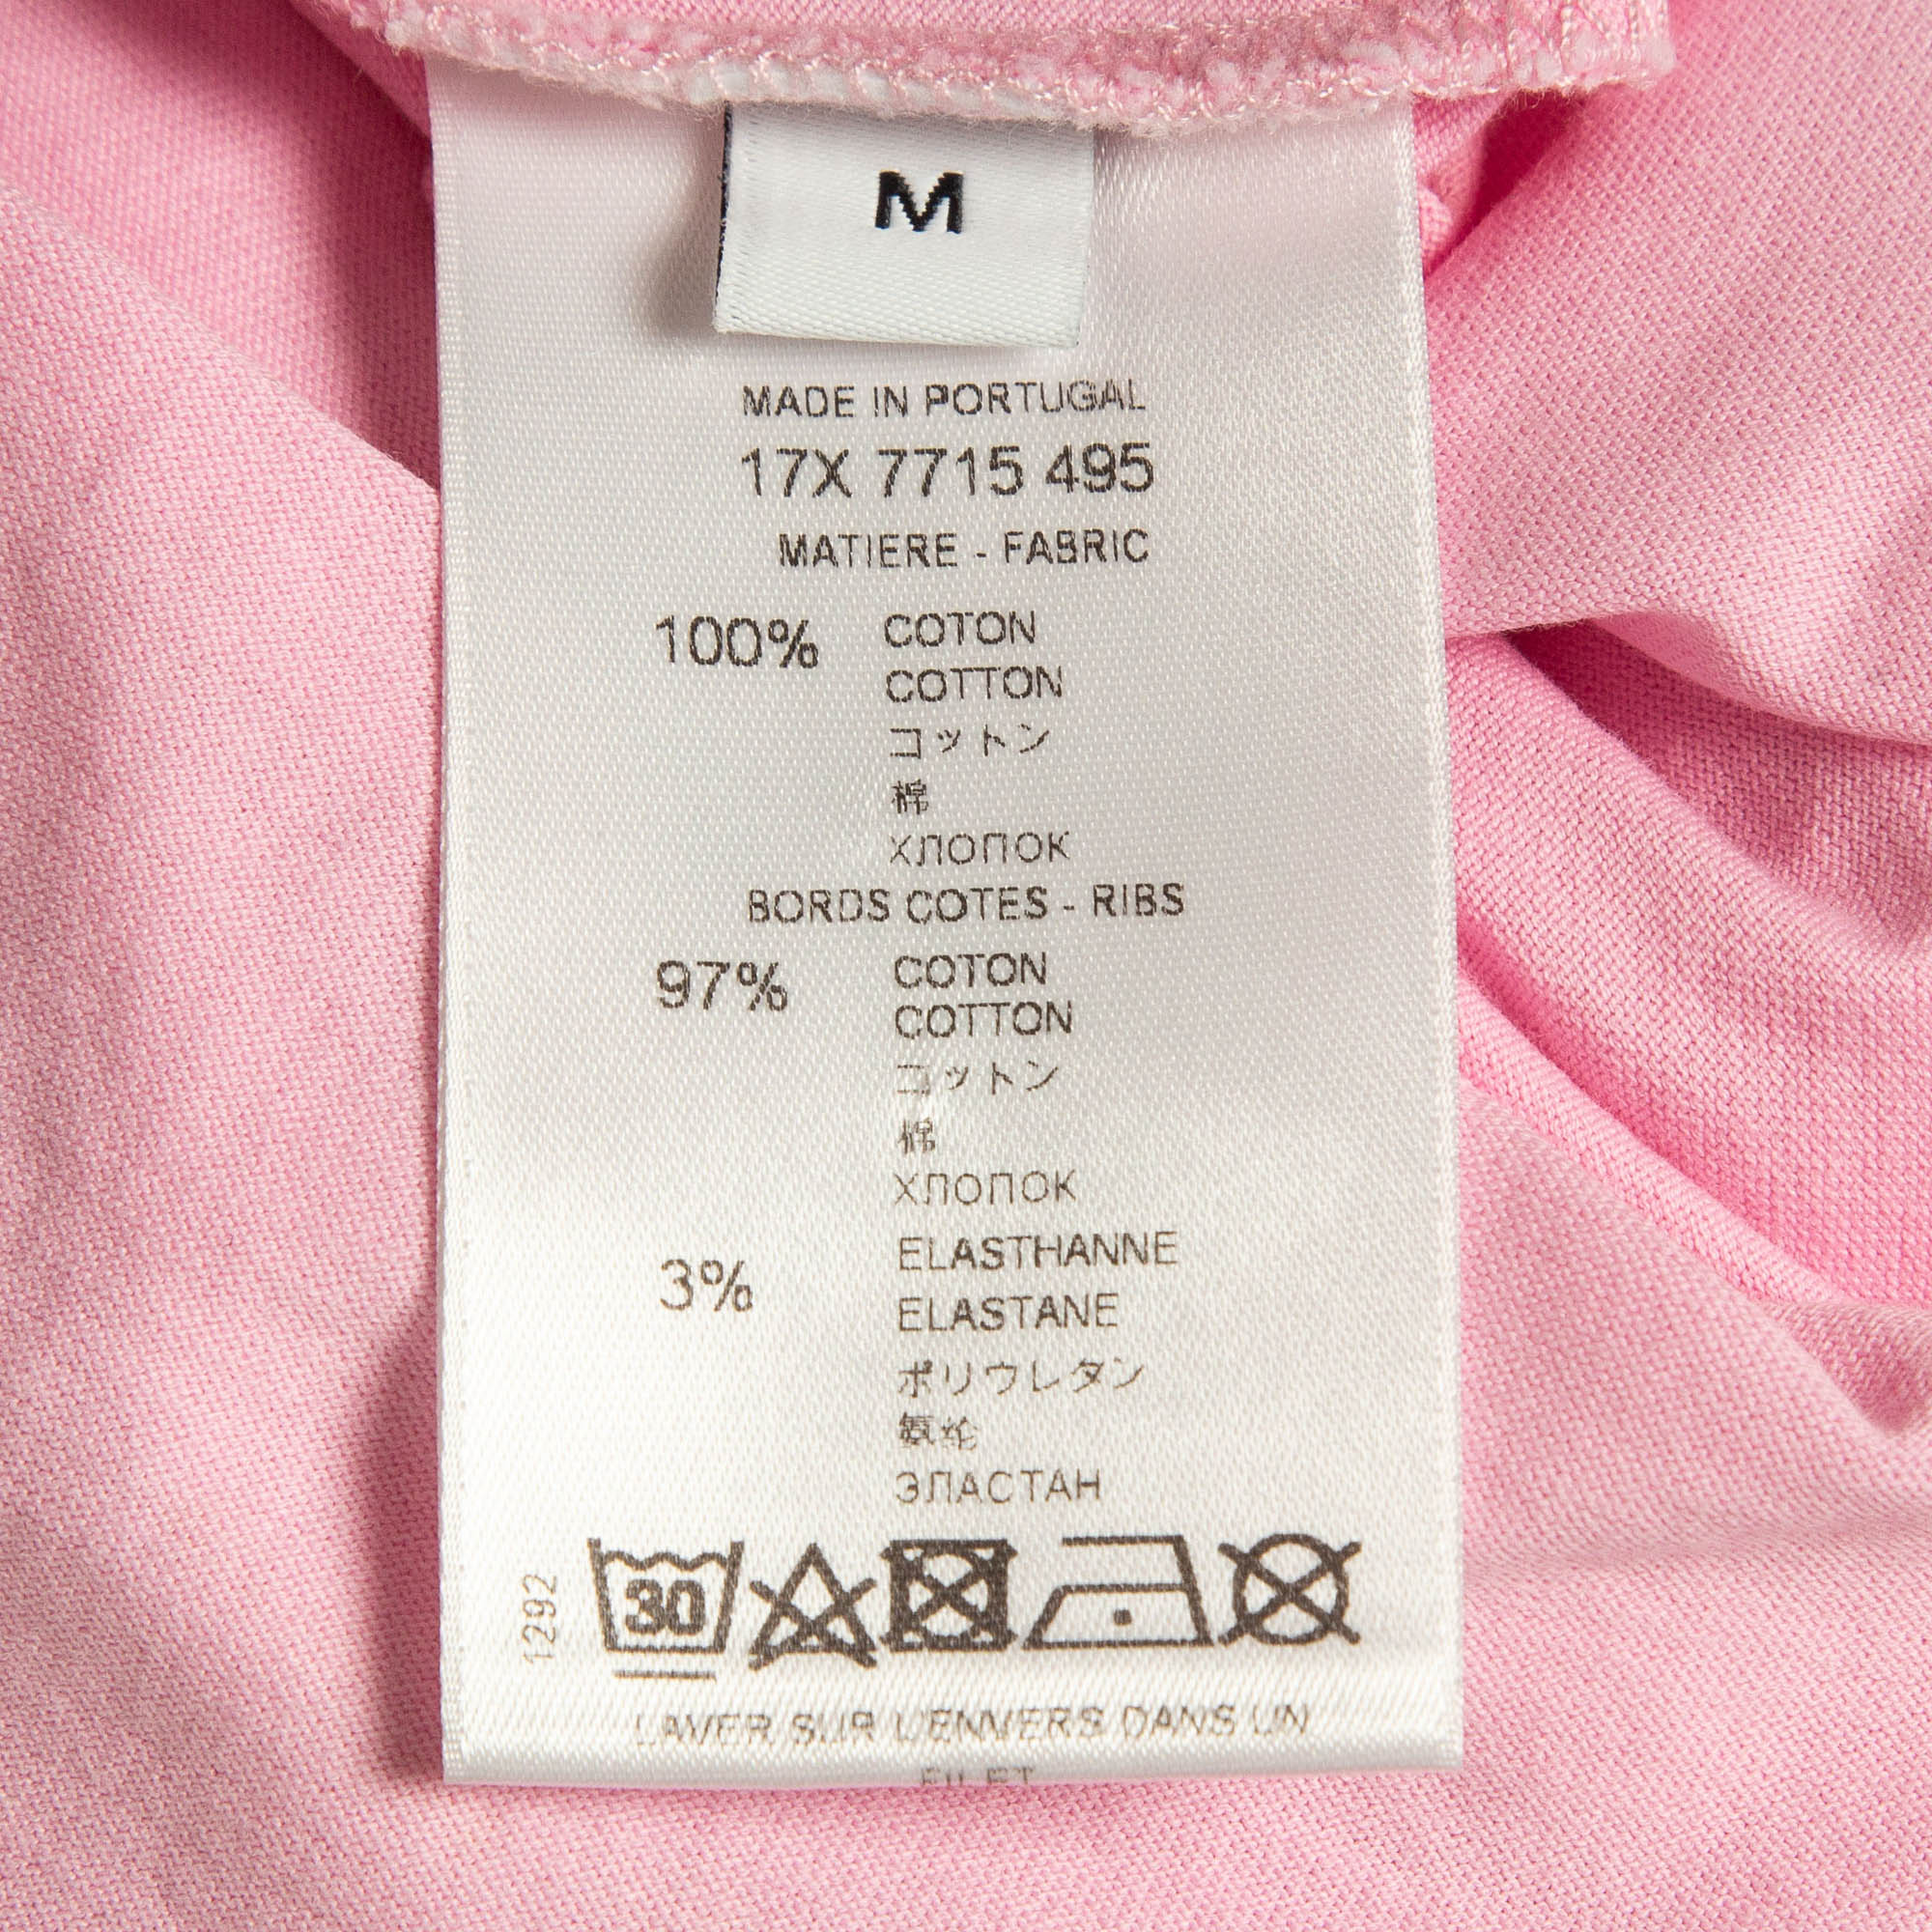 M
MADE IN PORTUGAL
17X 7715 495
MATIERE - FABRIC
100% COTON
COTTON
コットン
棉
ХЛОПОК
BORDS COTES - RIBS
97% COTON
COTTON
コットン
棉
ХЛОПОК
3% ELASTHANNE
ELASTANE
ポリウレタン
氨纶
ЭЛАСТАН
1292
30
LAVER SUR L'ENVERS DANS UN
FILET